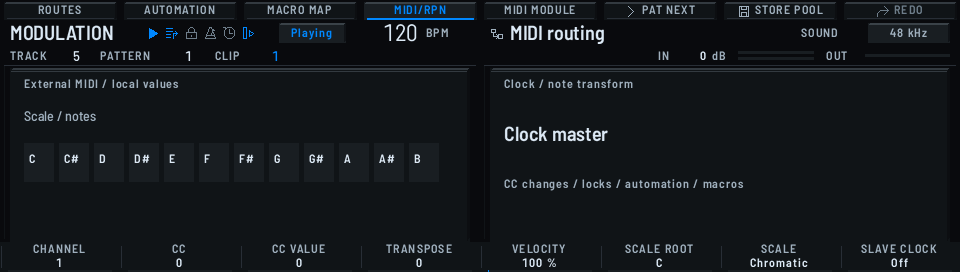 ROUTES AUTOMATION MACRO MAP MIDI/RPN MIDI MODULE PAT NEXT STORE POOL REDO
MODULATION Playing 120 BPM MIDI routing SOUND 48 kHz
TRACK 5 PATTERN 1 CLIP 1 IN 0 dB OUT
External MIDI / local values
Clock / note transform
Scale / notes
C C# D D# E F F# G G# A A# B
Clock master
CC changes / locks / automation / macros
CHANNEL CC CC VALUE TRANSPOSE VELOCITY SCALE ROOT SCALE SLAVE CLOCK
1 0 0 0 100 % C Chromatic Off